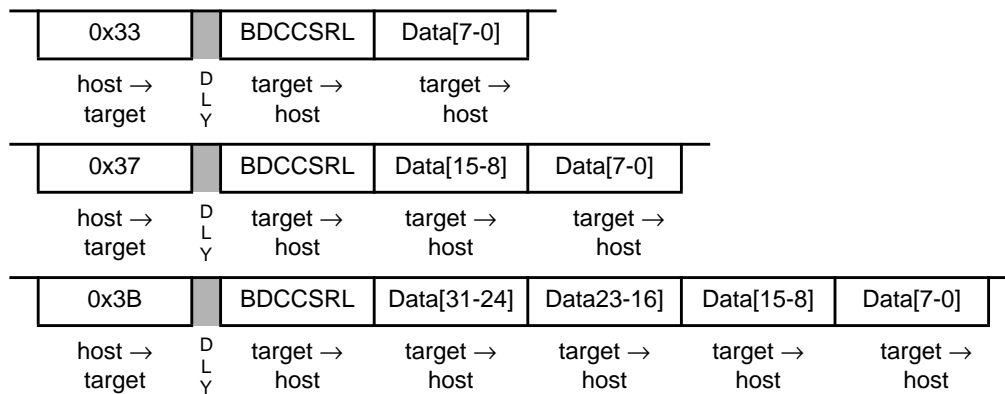 0x33 BDCCSRL Data[7-0]
host → D target → target →
L
target Y host host
0x37 BDCCSRL Data[15-8] Data[7-0]
host → D target → target → target →
L
target Y host host host
0x3B BDCCSRL Data[31-24] Data23-16] Data[15-8] Data[7-0]
host → D target → target → target → target → target →
L
target Y host host host host host